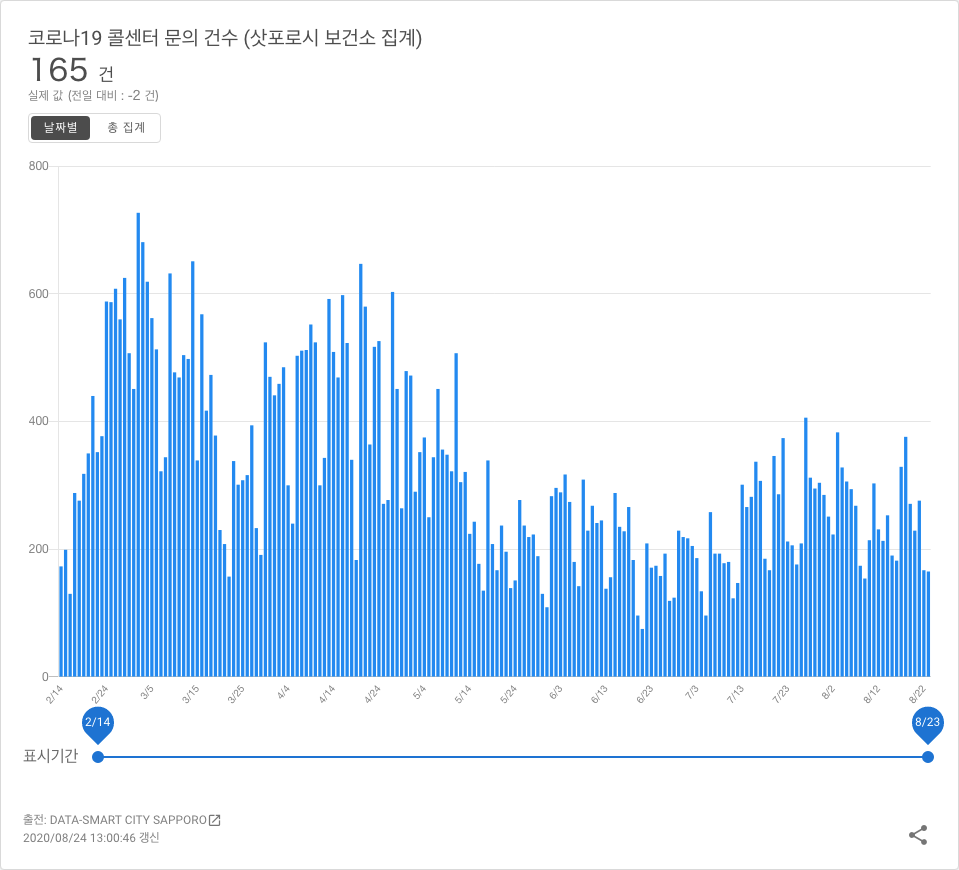 코로나19 콜센터 문의 건수 (삿포로시 보건소 집계)
165 건
실제 값 (전일 대비 : -2 건)
날짜별 총 집계
800
600
400
200
0
2/14 2/24 3/5 3/15 3/25 4/4 4/14 4/24 5/4 5/14 5/24 6/3 6/13 6/23 7/3 7/13 7/23 8/2 8/12 8/22
2/14 8/23
표시기간
출전: DATA-SMART CITY SAPPORO
2020/08/24 13:00:46 갱신